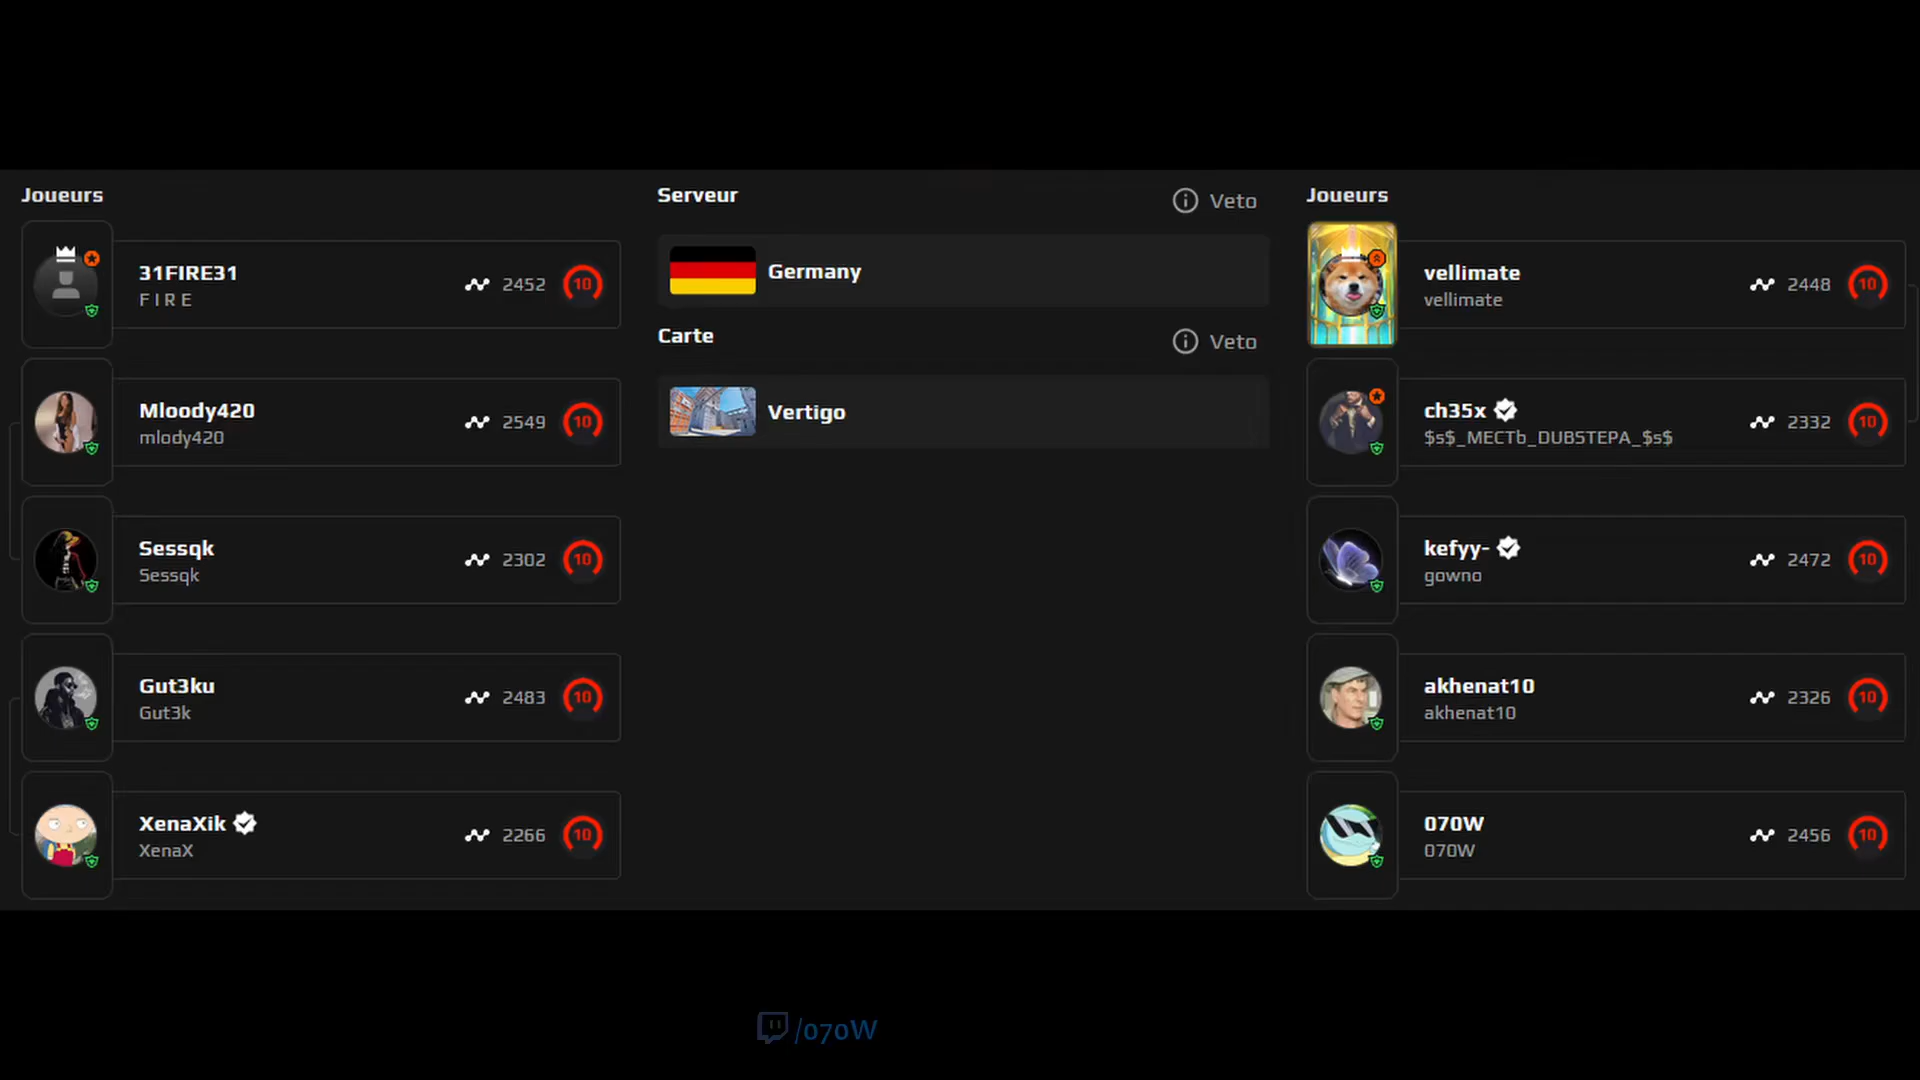 Joueurs
31FIRE31
F I R E
2452
10
Mloody420
mlody420
2549
10
Sessqk
Sessqk
2302
10
Gut3ku
Gut3k
2483
10
XenaXik
XenaX
2266
10
Serveur
Veto
Germany
Carte
Veto
Vertigo
Joueurs
vellimate
vellimate
2448
10
ch35x
$s$_MECTb_DUB5TEPA_$s$
2332
10
kefyy-
gowno
2472
10
akhenat10
akhenat10
2326
10
070W
070W
2456
10
/070W